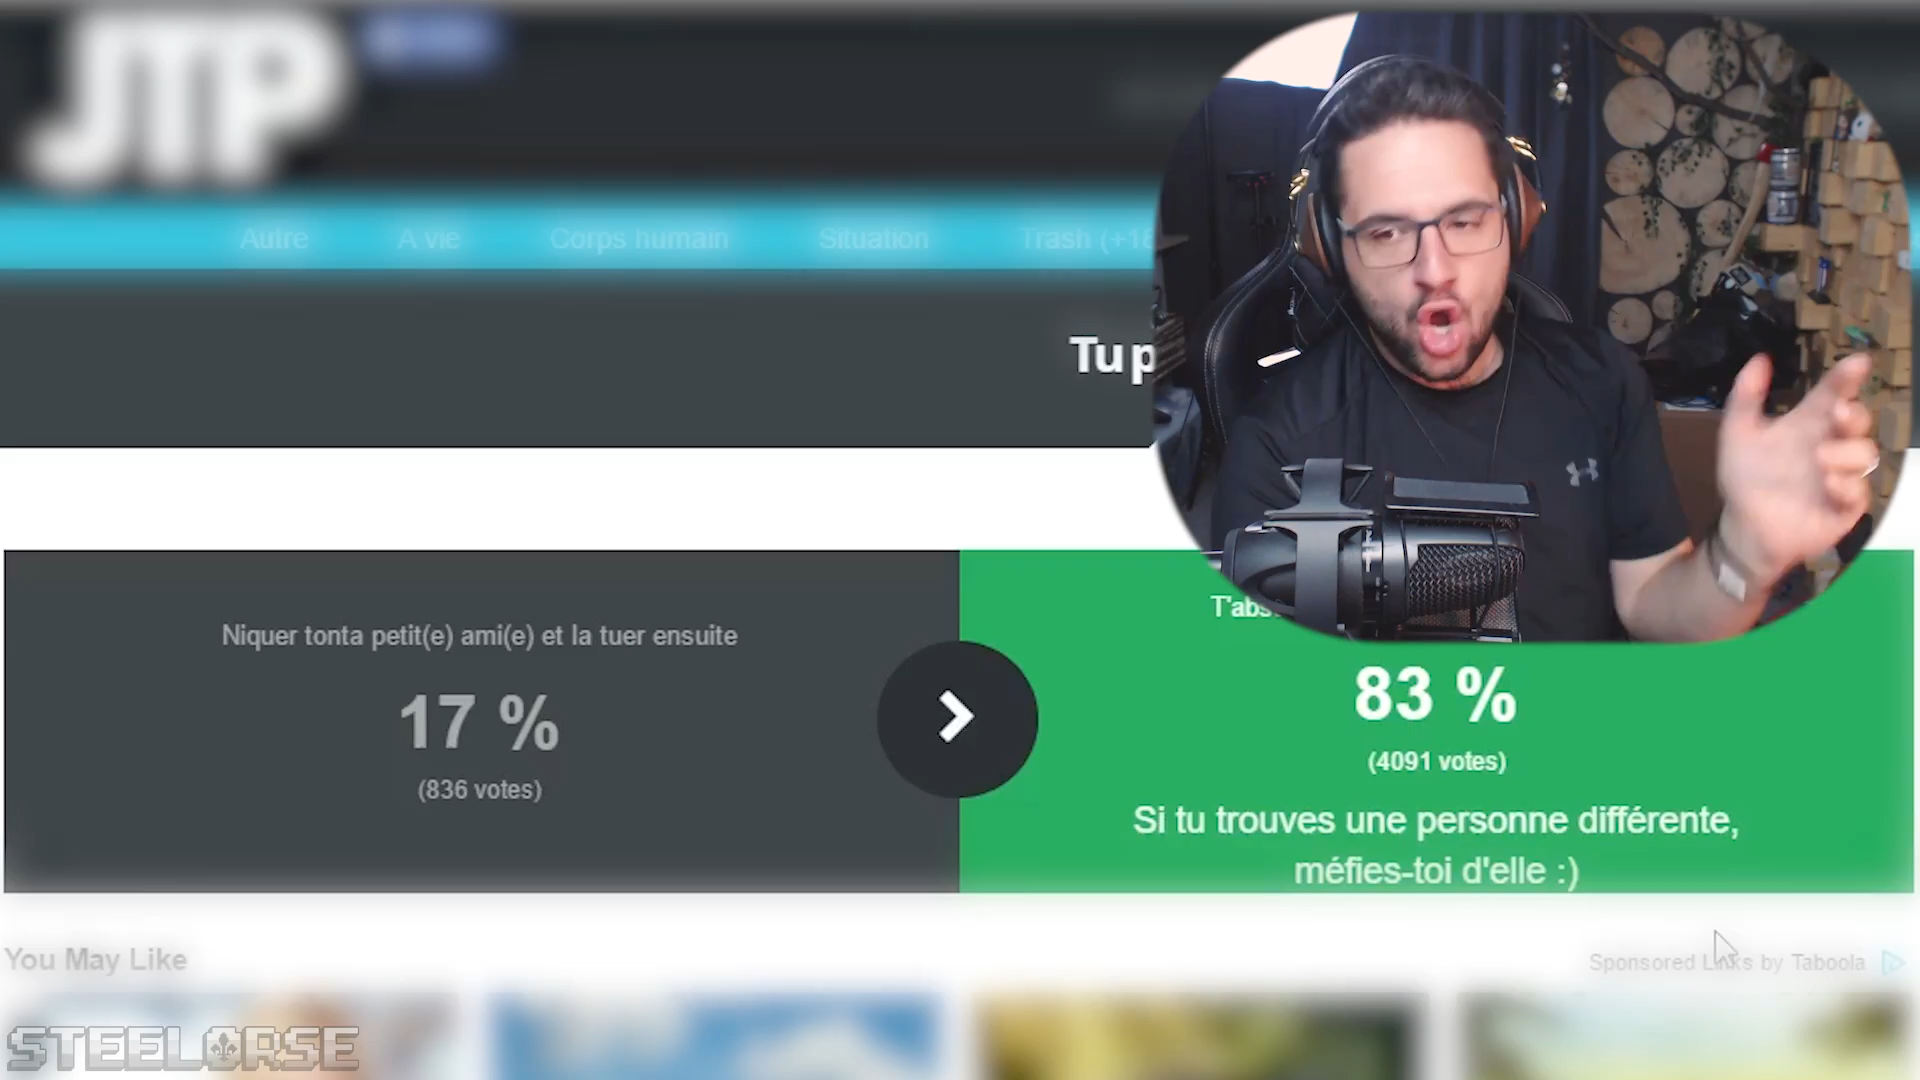 JTP
Autre
A vie
Corps humain
Situation
Trash (+18
Tu p
Niquer tonta petit(e) ami(e) et la tuer ensuite
17 %
(836 votes)
T'abs
83 %
(4091 votes)
Si tu trouves une personne différente,
méfies-toi d'elle :)
You May Like
Sponsored Links by Taboola
STEELORSE